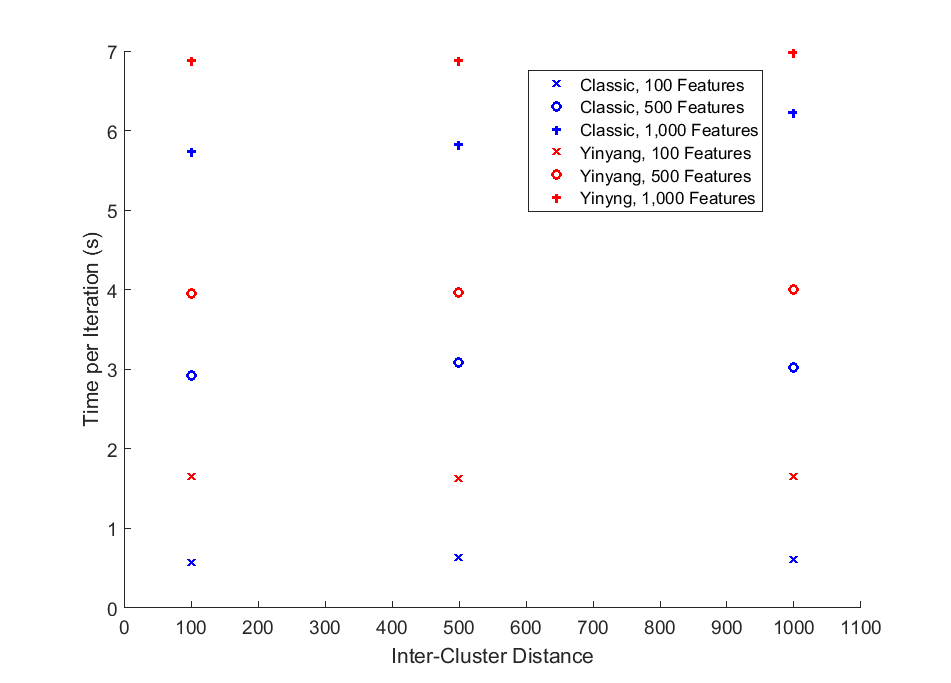 7
6
5
4
3
2
1
0
Time per Iteration (s)
Classic, 100 Features
Classic, 500 Features
Classic, 1,000 Features
Yinyang, 100 Features
Yinyang, 500 Features
Yinyng, 1,000 Features
0 100 200 300 400 500 600 700 800 900 1000 1100
Inter-Cluster Distance